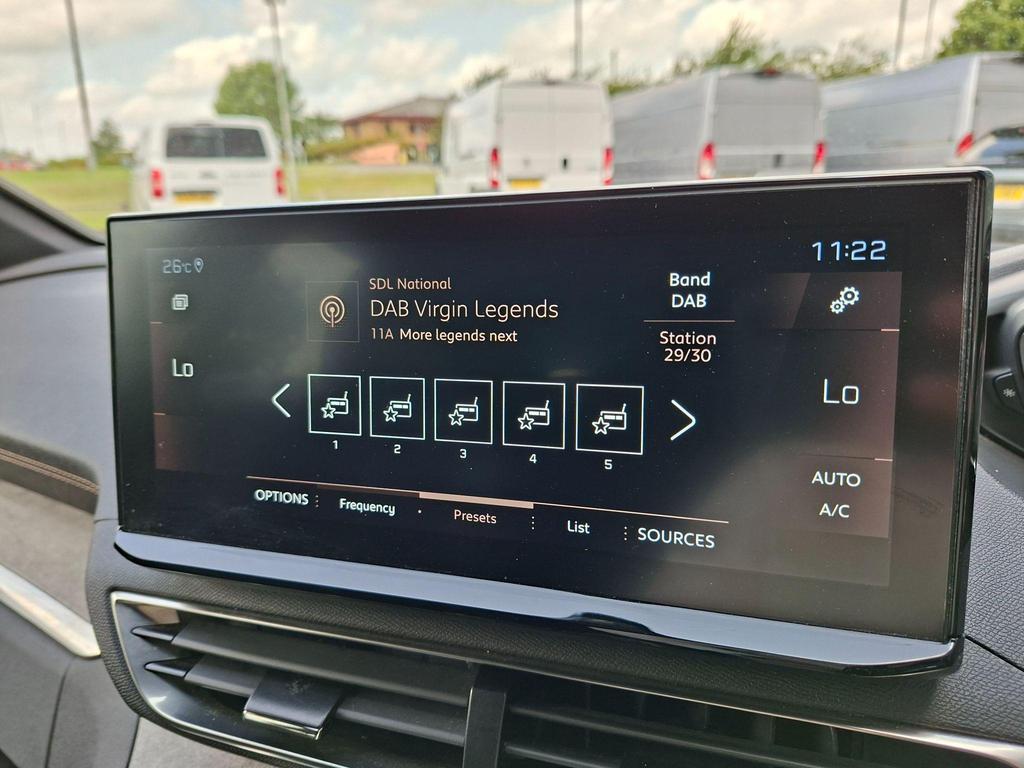 26°C
11:22
SDL National
DAB Virgin Legends
11A More legends next
Band
DAB
Station
29/30
Lo
Lo
1 2 3 4 5
AUTO
A/C
OPTIONS Frequency Presets List SOURCES